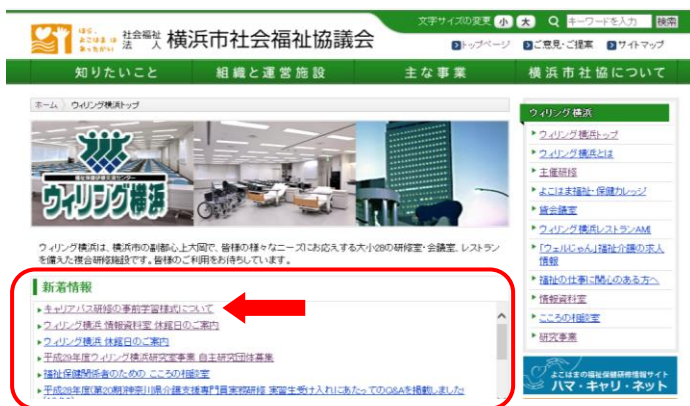 ほら、
よこはまは
あったかい
社会福祉
法人
横浜市社会福祉協議会
文字サイズの変更 小 大 キーワードを入力 検索
トップページ ご意見・ご提案 サイトマップ
知りたいこと 組織と運営施設 主な事業 横浜市社協について
ホーム 〉 ウィリング横浜トップ
福祉保健研修交流センター
ウィリング横浜
ウィリング横浜は、横浜市の副都心上大岡で、皆様の様々なニーズにお応えする大小28の研修室・会議室、レストラン
を備えた複合研修施設です。皆様のご利用をお待ちしています。
新着情報
キャリアパス研修の事前学習様式について
ウィリング横浜 情報資料室 休館日のご案内
ウィリング横浜 休館日のご案内
平成29年度ウィリング横浜研究室事業 自主研究団体募集
福祉保健関係者のための こころの相談室
平成28年度(第20期)神奈川県介護支援専門員実務研修 実習生受け入れにあたってのQ&Aを掲載しました!
ウィリング横浜
ウィリング横浜トップ
ウィリング横浜とは
主催研修
よこはま福祉・保健カレッジ
貸会議室
ウィリング横浜レストランAMI
「ウェルじゃん」福祉介護の求人
情報
福祉の仕事に関心のある方へ
情報資料室
こころの相談室
研究事業
よこはまの福祉保健研修情報サイト
ハマ・キャリ・ネット